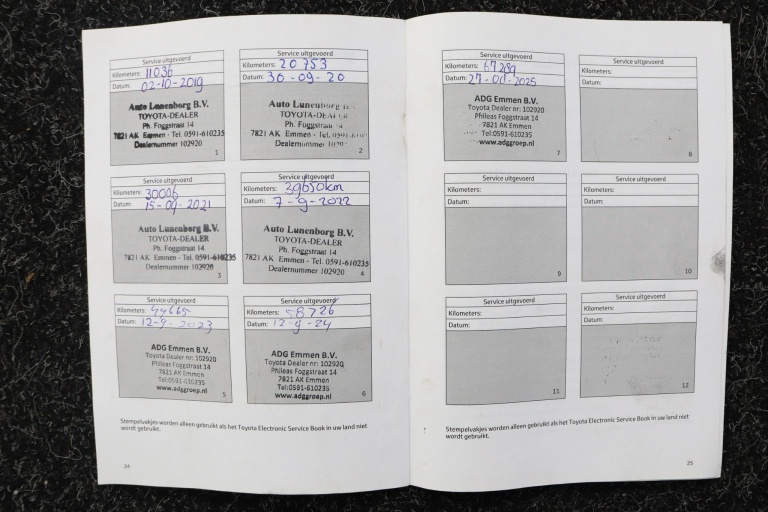 Service uitgevoerd
Kilometers: 11036
Datum: 02-10-2019
Auto Lunenborg B.V.
TOYOTA-DEALER
Ph. Foggstraat 14
7821 AK Emmen - Tel. 0591-610235
Dealernummer 102920
1
Service uitgevoerd
Kilometers: 20753
Datum: 30-09-20
Auto Lunenborg B.V.
TOYOTA-DEALER
Ph. Foggstraat 14
7821 AK Emmen - Tel. 0591-
Dealernummer 1029
2
Service uitgevoerd
Kilometers: 30006
Datum: 15-09-2021
Auto Lunenborg B.V.
TOYOTA-DEALER
Ph. Foggstraat 14
7821 AK Emmen - Tel. 0591-610235
Dealernummer 102920
3
Service uitgevoerd
Kilometers: 39650km
Datum: 7-9-2022
Auto Lunenborg B.V.
TOYOTA-DEALER
Ph. Foggstraat 14
7821 AK Emmen - Tel. 0591-610235
Dealernummer 102920
4
Service uitgevoerd
Kilometers: 49665
Datum: 12-9-2023
ADG Emmen B.V.
Toyota Dealer nr: 102920
Phileas Foggstraat 14
7821 AK Emmen
Tel:0591-610235
www.adggroep.nl
5
Service uitgevoerd
Kilometers: 58726
Datum: 12-9-24
ADG Emmen B.V.
Toyota Dealer nr: 102920
Phileas Foggstraat 14
7821 AK Emmen
Tel:0591-610235
www.adggroep.nl
6
Stempelvakjes worden alleen gebruikt als het Toyota Electronic Service Book in uw land niet
wordt gebruikt.
24
Service uitgevoerd
Kilometers: 67289
Datum:
ADG Emmen B.V.
Toyota Dealer nr: 102920
Phileas Foggstraat 14
7821 AK Emmen
Tel:0591-610235
www.adggroep.nl
7
Service uitgevoerd
Kilometers:
Datum:
8
Service uitgevoerd
Kilometers:
Datum:
9
Service uitgevoerd
Kilometers:
Datum:
10
Service uitgevoerd
Kilometers:
Datum:
11
Service uitgevoerd
Kilometers:
Datum:
12
Stempelvakjes worden alleen gebruikt als het Toyota Electronic Service Book in uw land niet
wordt gebruikt.
25